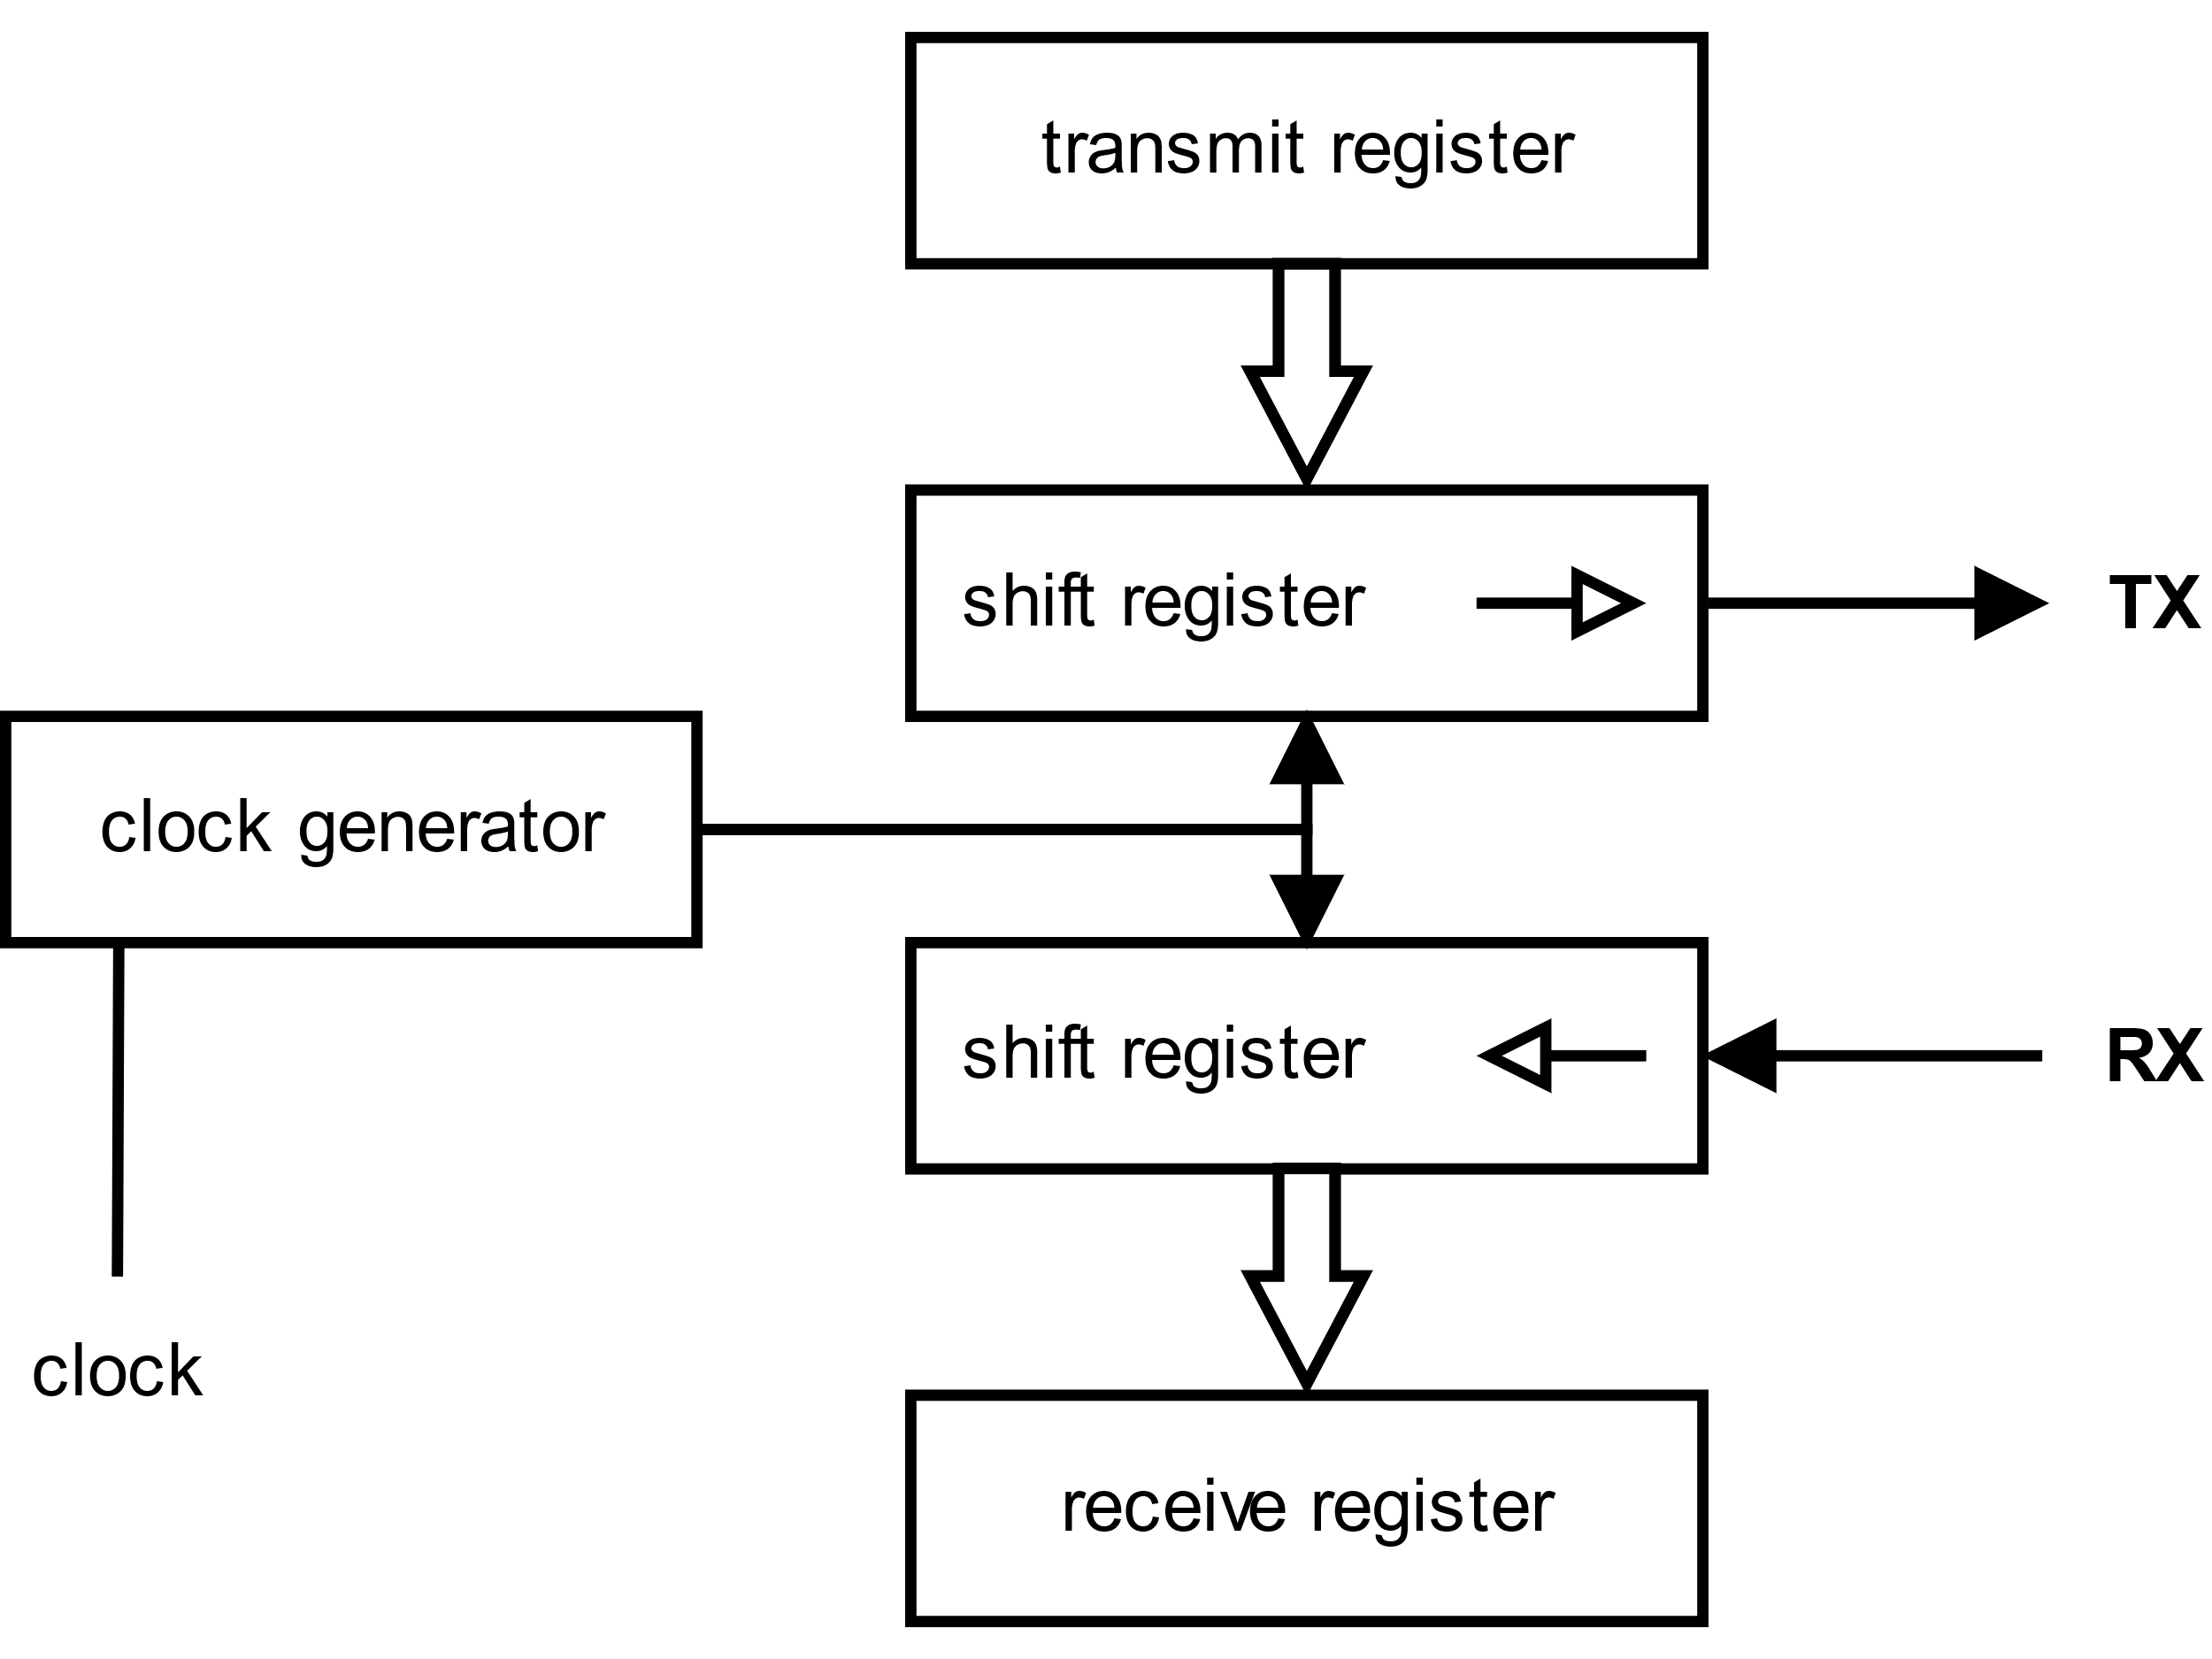 transmit register
shift register
TX
clock generator
shift register
RX
clock
receive register